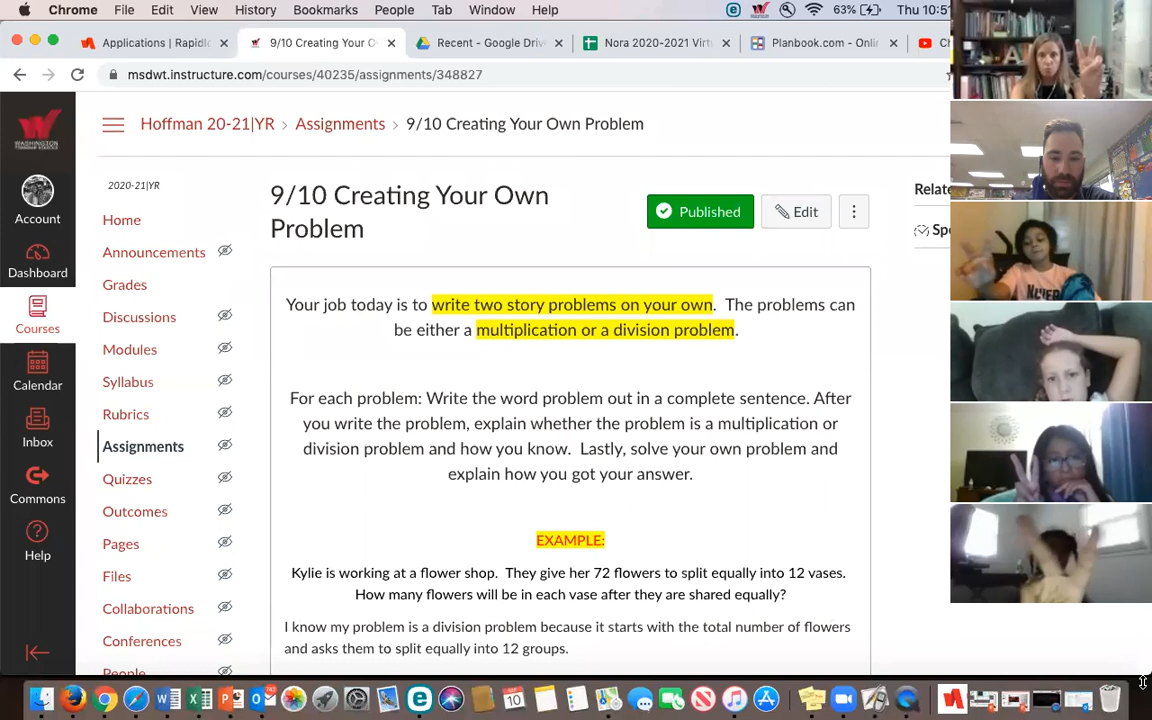 Chrome File Edit View History Bookmarks People Tab Window Help 63% Thu 10:5
Applications | Rapidl 9/10 Creating Your O Recent - Google Driv Nora 2020-2021 Virt Planbook.com - Onli Ch
msdwt.instructure.com/courses/40235/assignments/348827
Hoffman 20-21|YR › Assignments › 9/10 Creating Your Own Problem
Account
Dashboard
Courses
Calendar
Inbox
Commons
Help
2020-21|YR
Home
Announcements
Grades
Discussions
Modules
Syllabus
Rubrics
Assignments
Quizzes
Outcomes
Pages
Files
Collaborations
Conferences
People
9/10 Creating Your Own
Problem
Published Edit
Relate
Spe
Your job today is to write two story problems on your own. The problems can
be either a multiplication or a division problem.
For each problem: Write the word problem out in a complete sentence. After
you write the problem, explain whether the problem is a multiplication or
division problem and how you know. Lastly, solve your own problem and
explain how you got your answer.
EXAMPLE:
Kylie is working at a flower shop. They give her 72 flowers to split equally into 12 vases.
How many flowers will be in each vase after they are shared equally?
I know my problem is a division problem because it starts with the total number of flowers
and asks them to split equally into 12 groups.